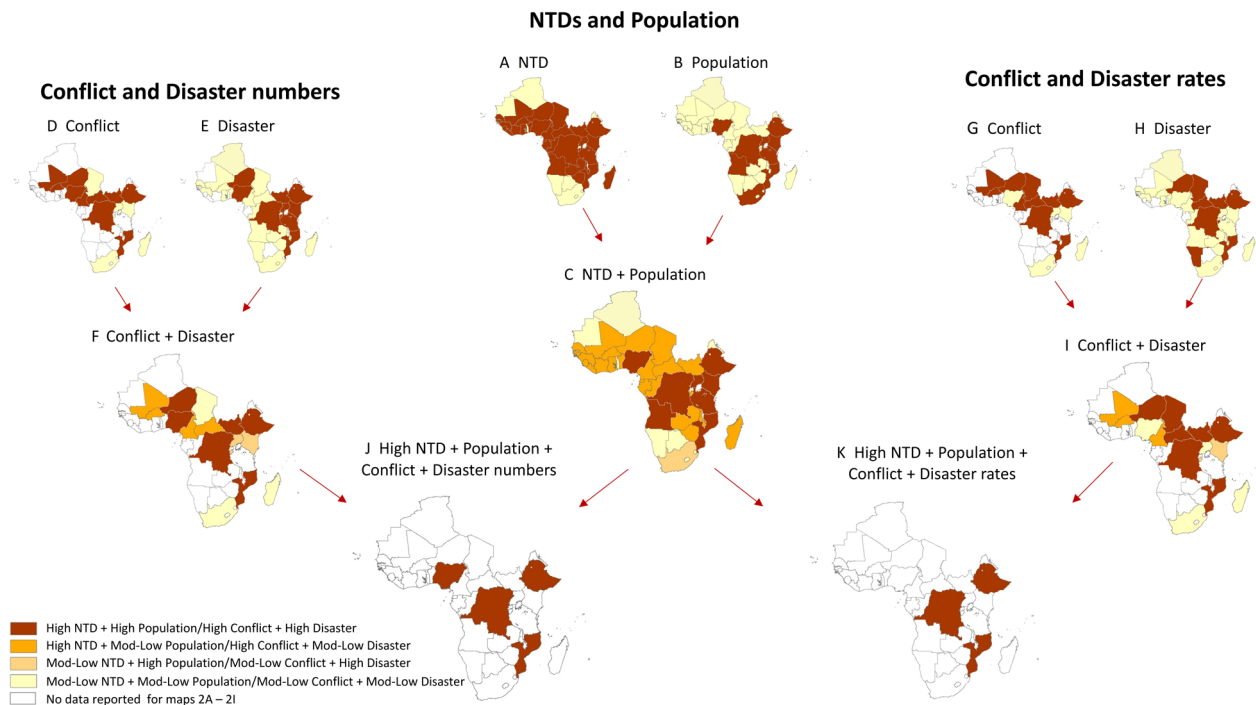 NTDs and Population
A NTD
B Population
Conflict and Disaster numbers
D Conflict
E Disaster
Conflict and Disaster rates
G Conflict
H Disaster
C NTD + Population
F Conflict + Disaster
I Conflict + Disaster
J High NTD + Population +
Conflict + Disaster numbers
K High NTD + Population +
Conflict + Disaster rates
High NTD + High Population/High Conflict + High Disaster
High NTD + Mod-Low Population/High Conflict + Mod-Low Disaster
Mod-Low NTD + High Population/Mod-Low Conflict + High Disaster
Mod-Low NTD + Mod-Low Population/Mod-Low Conflict + Mod-Low Disaster
No data reported for maps 2A – 2I